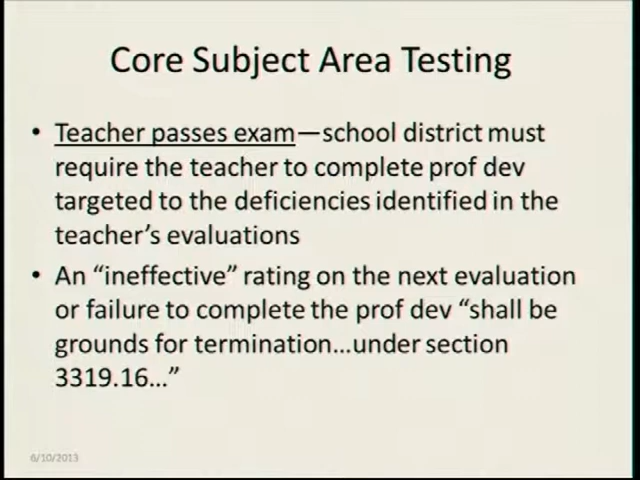 Core Subject Area Testing
• Teacher passes exam—school district must
require the teacher to complete prof dev
targeted to the deficiencies identified in the
teacher’s evaluations
• An “ineffective” rating on the next evaluation
or failure to complete the prof dev “shall be
grounds for termination…under section
3319.16…”
6/10/2013